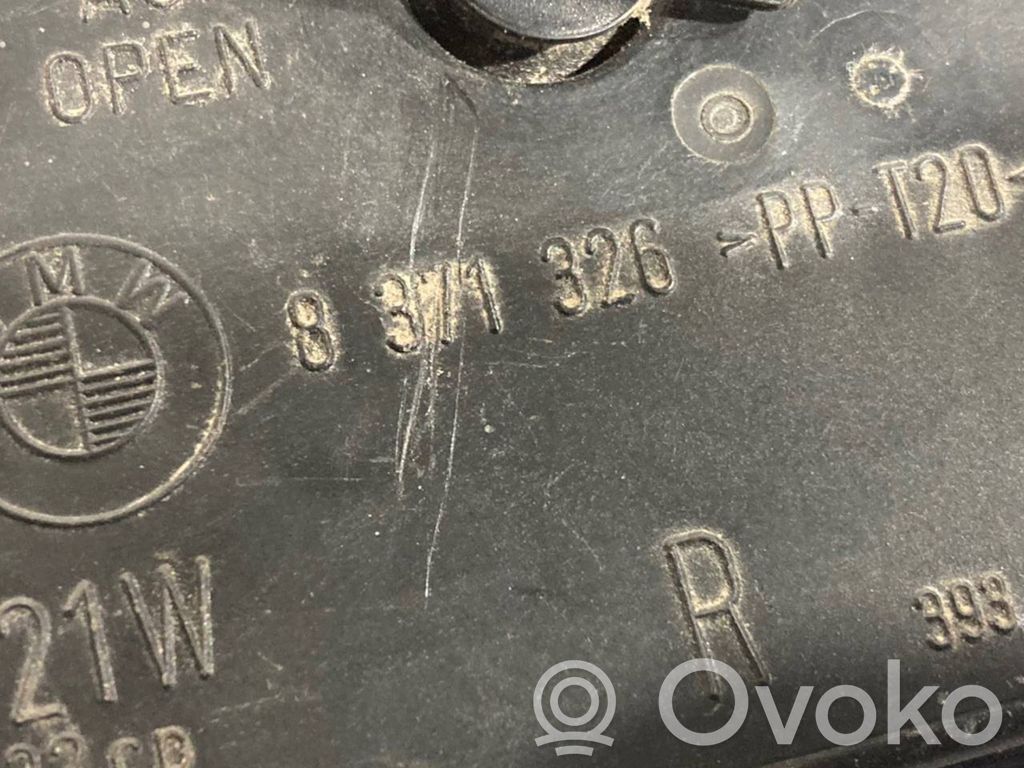 OPEN
BMW
8 371 326 >PP-T20-
21W
R
393
Ovoko